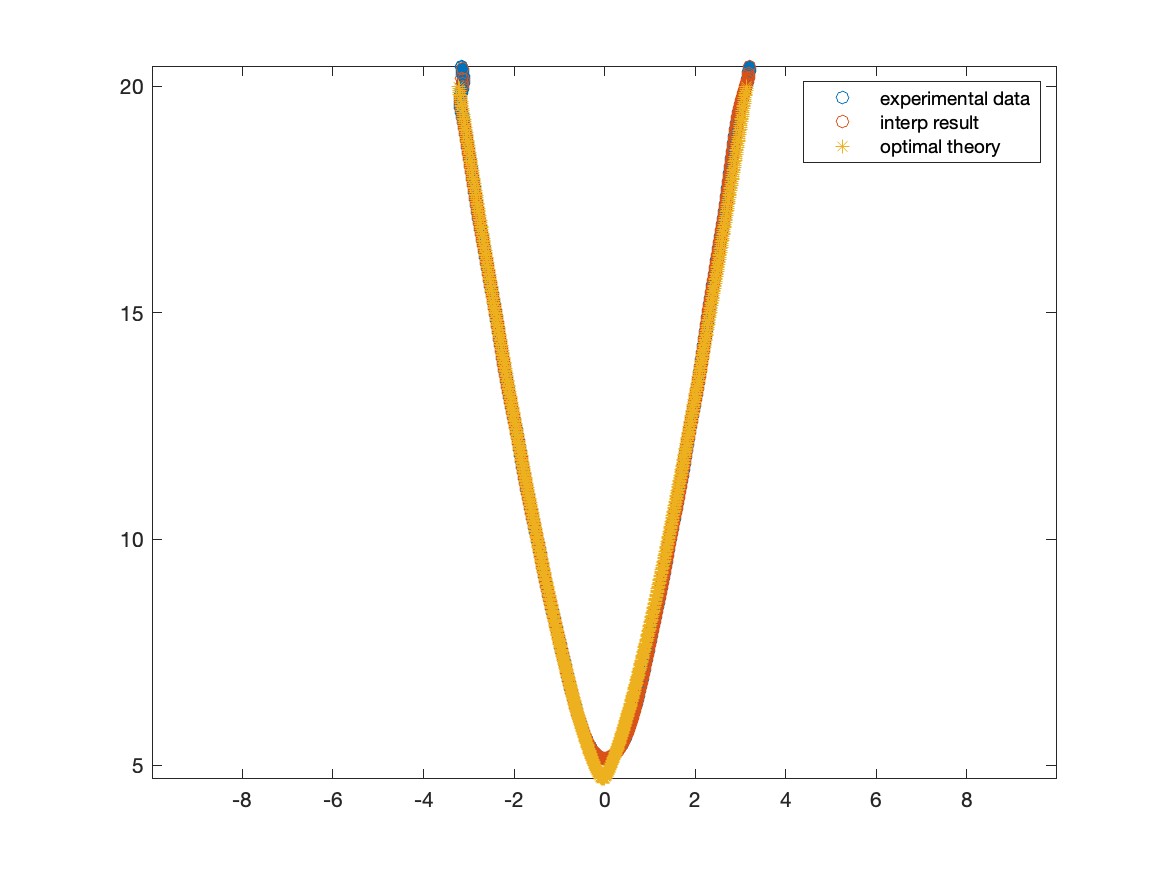 20
15
10
5
-8 -6 -4 -2 0 2 4 6 8
experimental data
interp result
optimal theory